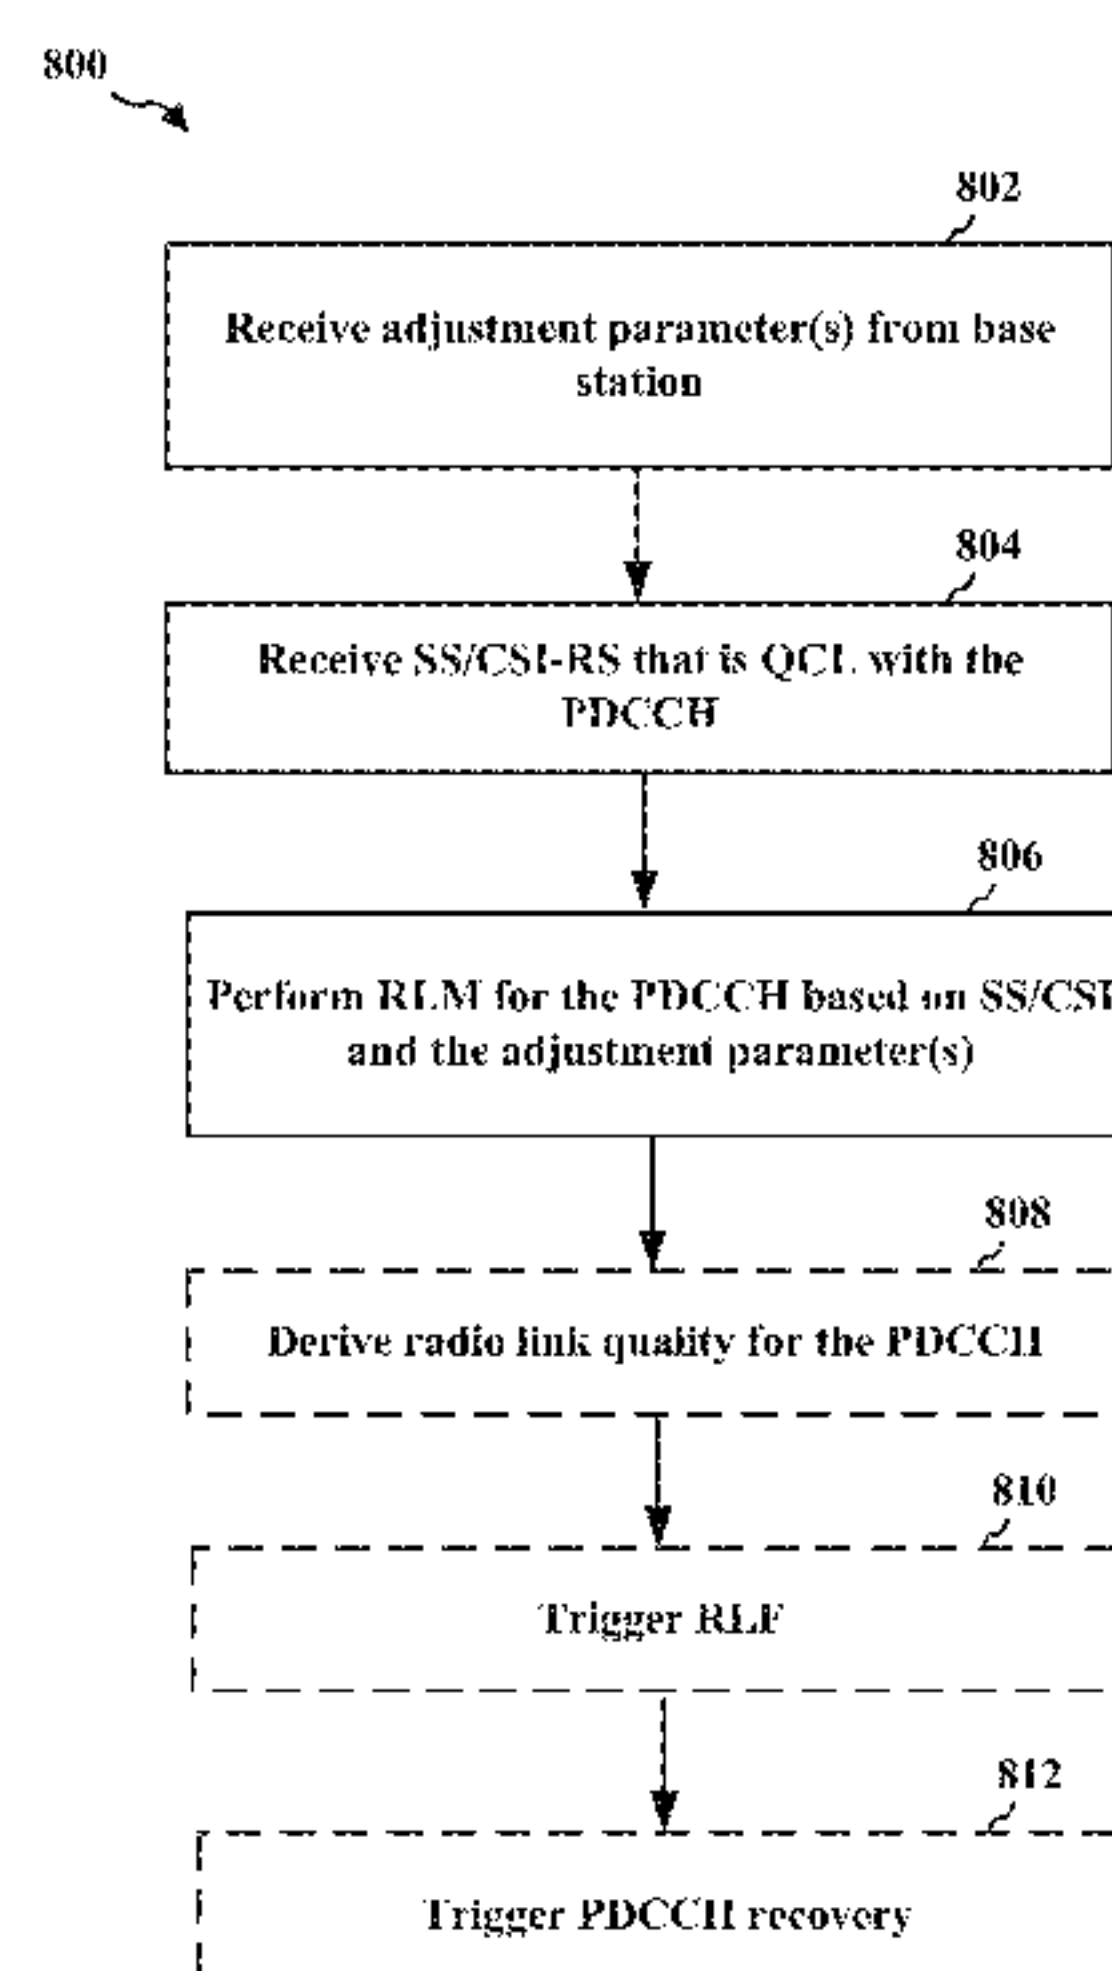 800
802
Receive adjustment parameter(s) from base
station
804
Receive SS/CSI-RS that is QCL with the
PDCCH
806
Perform RLM for the PDCCH based on SS/CSI
and the adjustment parameter(s)
808
Derive radio link quality for the PDCCH
810
Trigger RLF
812
Trigger PDCCH recovery